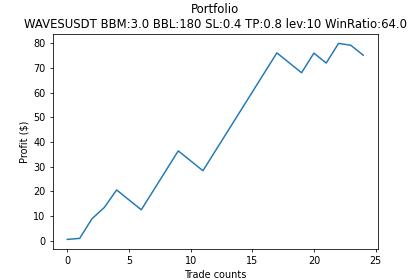 Portfolio
WAVESUSDT BBM:3.0 BBL:180 SL:0.4 TP:0.8 lev:10 WinRatio:64.0
80
70
60
50
40
30
20
10
0
Profit ($)
0 5 10 15 20 25
Trade counts